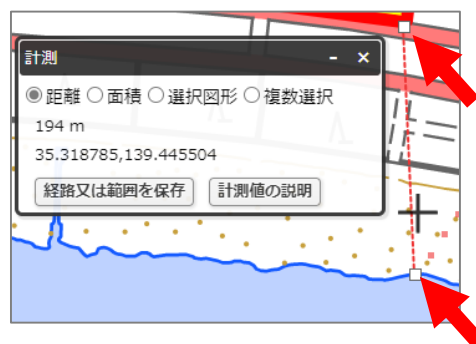 計測 - ×
距離 面積 選択図形 複数選択
194 m
35.318785,139.445504
経路又は範囲を保存 計測値の説明